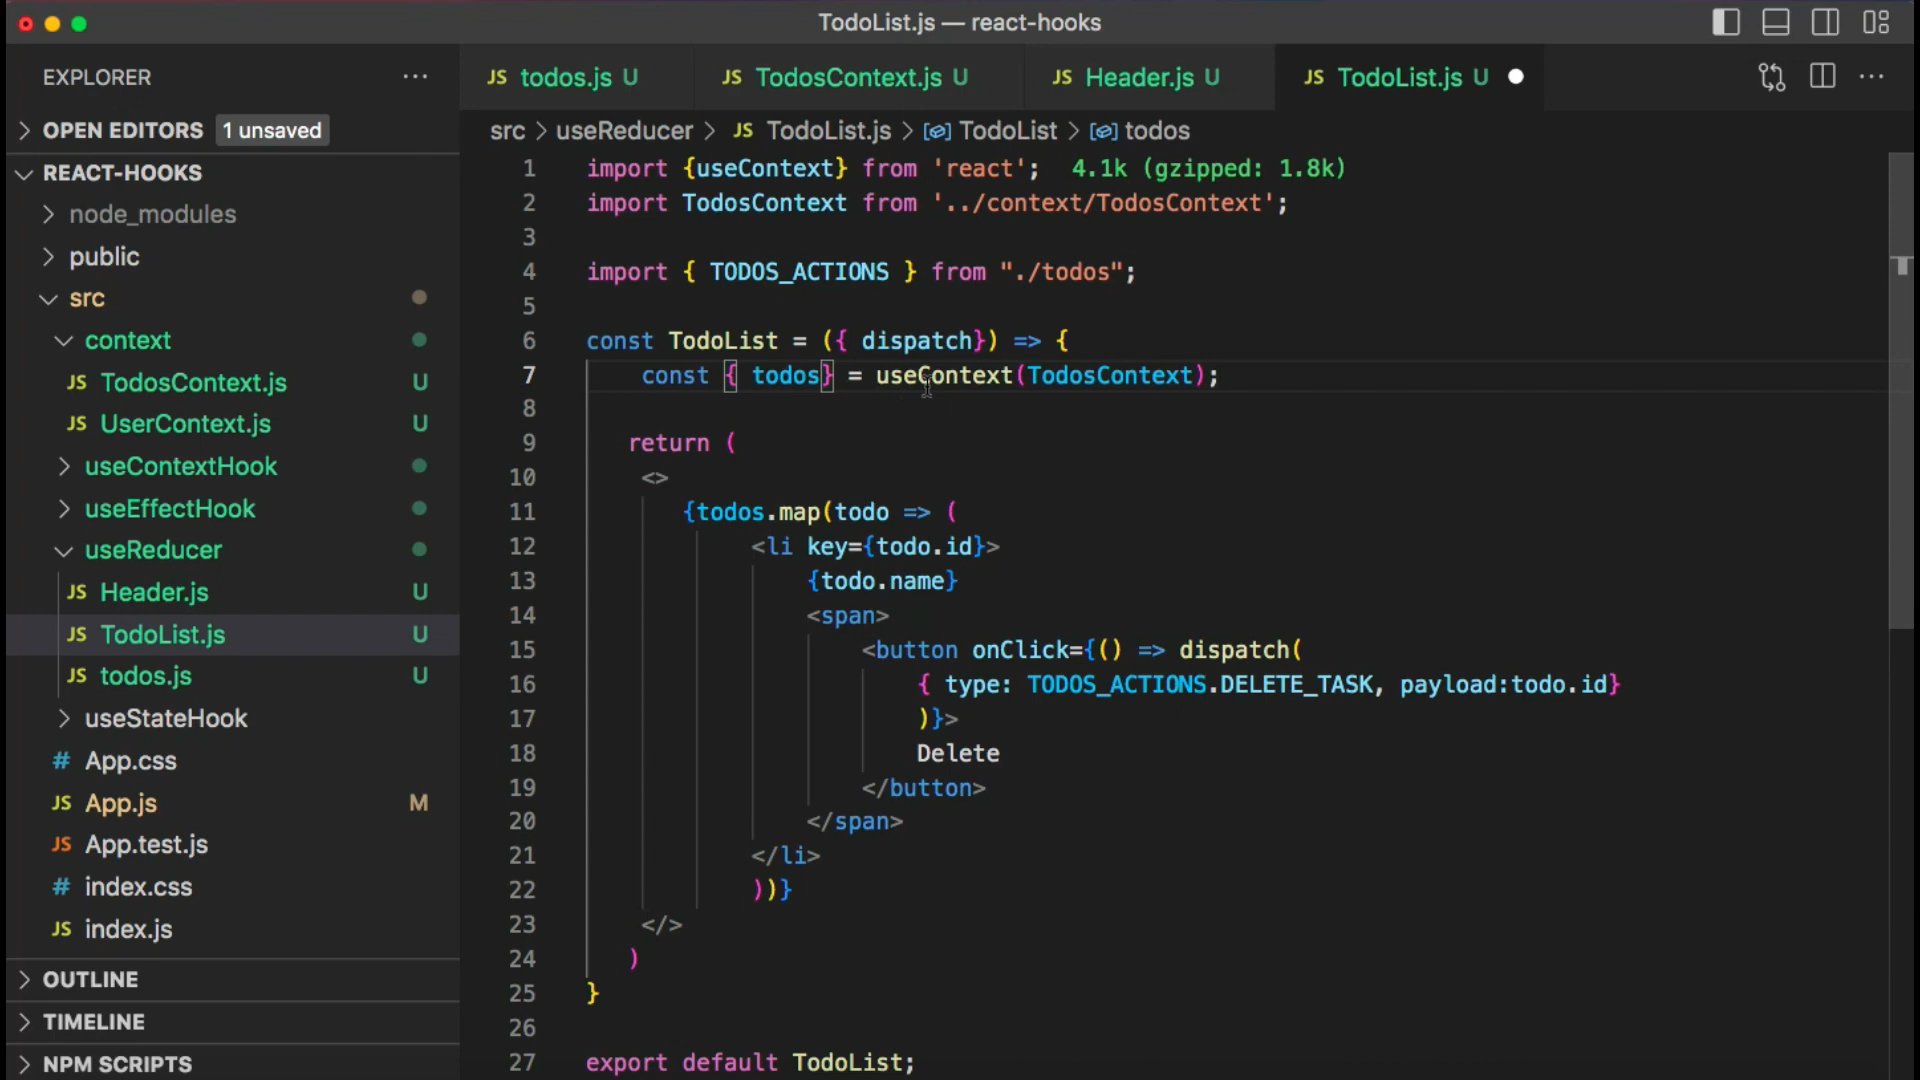 TodoList.js — react-hooks
EXPLORER
OPEN EDITORS 1 unsaved
REACT-HOOKS
node_modules
public
src
context
JS TodosContext.js U
JS UserContext.js U
useContextHook
useEffectHook
useReducer
JS Header.js U
JS TodoList.js U
JS todos.js U
useStateHook
# App.css
JS App.js M
JS App.test.js
# index.css
JS index.js
OUTLINE
TIMELINE
NPM SCRIPTS
JS todos.js U JS TodosContext.js U JS Header.js U JS TodoList.js U
src > useReducer > JS TodoList.js > TodoList > todos
1 import {useContext} from 'react'; 4.1k (gzipped: 1.8k)
2 import TodosContext from '../context/TodosContext';
3
4 import { TODOS_ACTIONS } from "./todos";
5
6 const TodoList = ({ dispatch}) => {
7 const { todos} = useContext(TodosContext);
8
9 return (
10 <>
11 {todos.map(todo => (
12 <li key={todo.id}>
13 {todo.name}
14 <span>
15 <button onClick={() => dispatch(
16 { type: TODOS_ACTIONS.DELETE_TASK, payload:todo.id}
17 )}>
18 Delete
19 </button>
20 </span>
21 </li>
22 ))}
23 </>
24 )
25 }
26
27 export default TodoList;